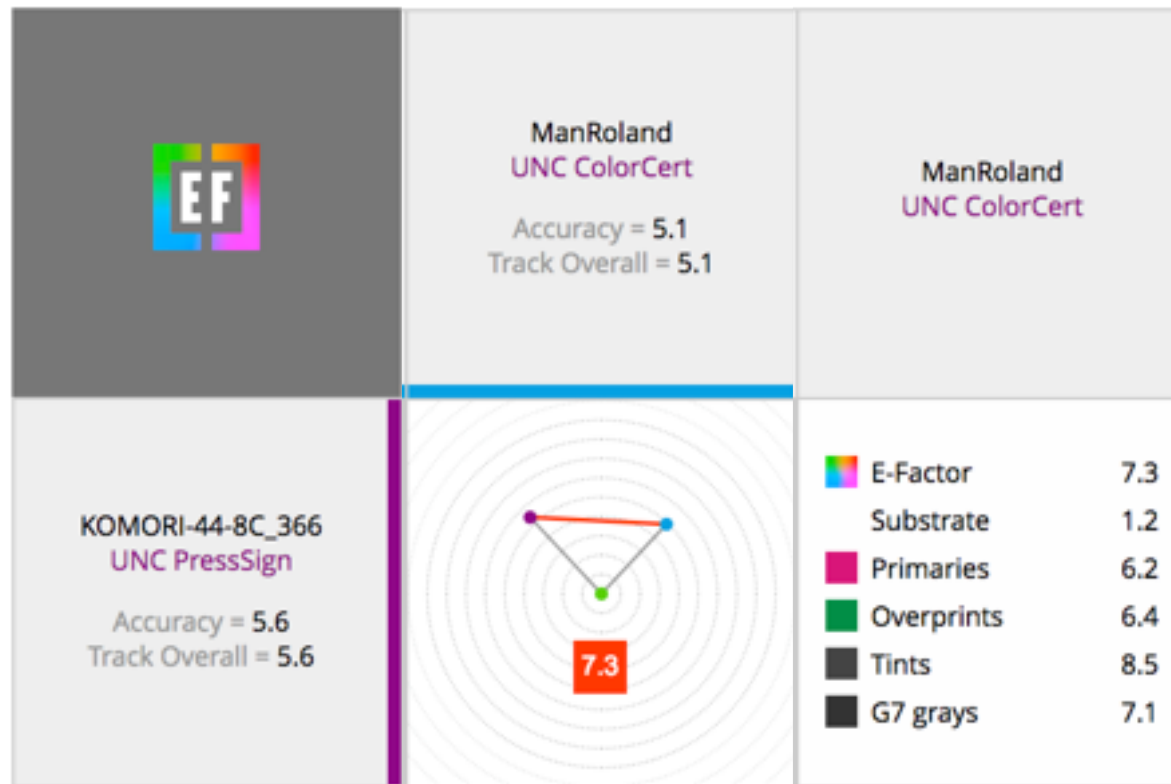 EF
ManRoland
UNC ColorCert
Accuracy = 5.1
Track Overall = 5.1
ManRoland
UNC ColorCert
KOMORI-44-8C_366
UNC PressSign
Accuracy = 5.6
Track Overall = 5.6
7.3
E-Factor 7.3
Substrate 1.2
Primaries 6.2
Overprints 6.4
Tints 8.5
G7 grays 7.1